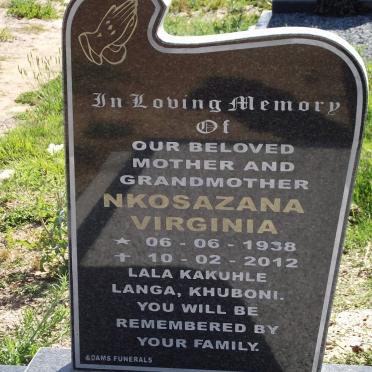 In Loving Memory
Of
OUR BELOVED
MOTHER AND
GRANDMOTHER
NKOSAZANA
VIRGINIA
06 - 06 - 1938
10 - 02 - 2012
LALA KAKUHLE
LANGA, KHUBONI.
YOU WILL BE
REMEMBERED BY
YOUR FAMILY.
ADAMS FUNERALS